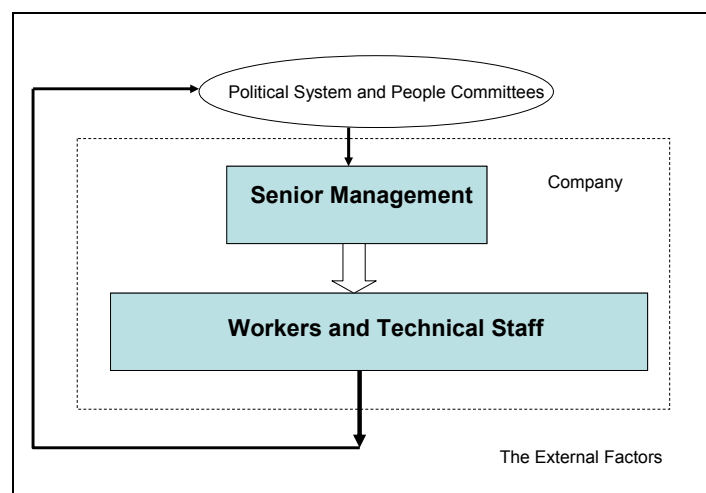 Political System and People Committees
Company
Senior Management
Workers and Technical Staff
The External Factors